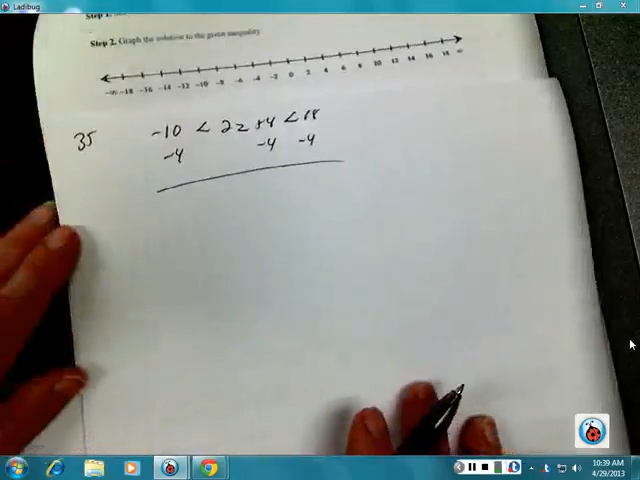 Ladibug
Step 1.
Step 2. Graph the solution to the given inequality.
-∞ -18 -16 -14 -12 -10 -8 -6 -4 -2 0 2 4 6 8 10 12 14 16 18 ∞
35 -10 < 2z +4 < 18
-4 -4 -4
10:39 AM
4/29/2013